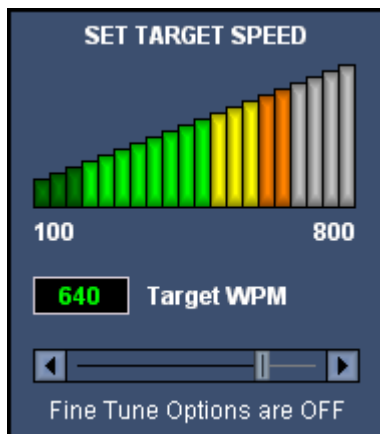 SET TARGET SPEED
100 800
640 Target WPM
Fine Tune Options are OFF